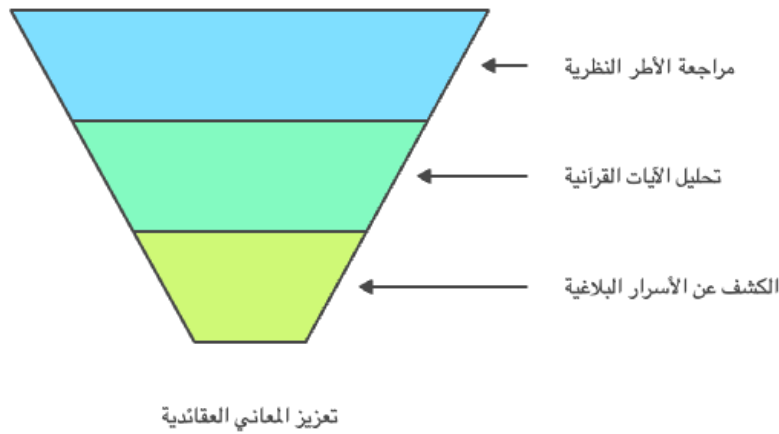 مراجعة الأطر النظرية
تحليل الآيات القرآنية
الكشف عن الأسرار البلاغية
تعزيز المعاني العقائدية